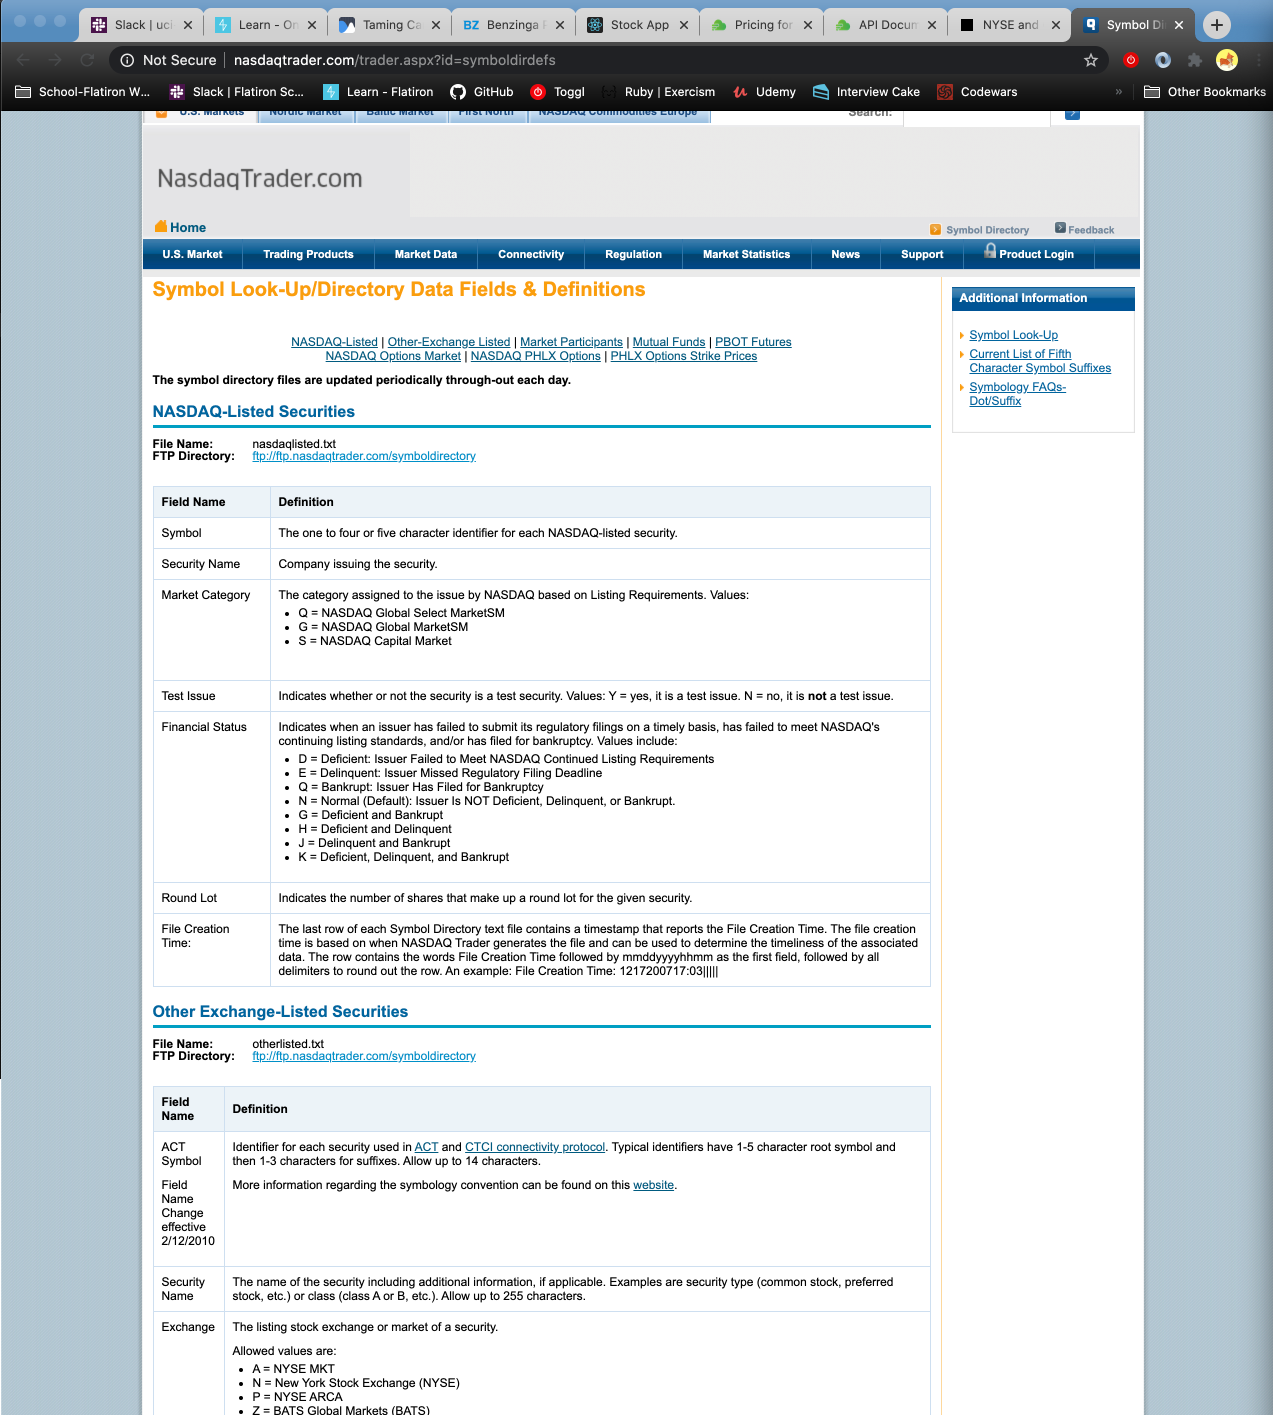 Slack | uc
Learn - On
Taming Ca
BZ Benzinga
Stock App
Pricing for
API Docum
NYSE and
Symbol Di
Not Secure | nasdaqtrader.com/trader.aspx?id=symboldirdefs
School-Flatiron W...
Slack | Flatiron Sc...
Learn - Flatiron
GitHub
Toggl
Ruby | Exercism
Udemy
Interview Cake
Codewars
»
Other Bookmarks
U.S. Markets
Nordic Market
Baltic Market
First North
NASDAQ Commodities Europe
Search:
NasdaqTrader.com
Home
Symbol Directory
Feedback
U.S. Market
Trading Products
Market Data
Connectivity
Regulation
Market Statistics
News
Support
Product Login
Symbol Look-Up/Directory Data Fields & Definitions
NASDAQ-Listed | Other-Exchange Listed | Market Participants | Mutual Funds | PBOT Futures
NASDAQ Options Market | NASDAQ PHLX Options | PHLX Options Strike Prices
The symbol directory files are updated periodically through-out each day.
NASDAQ-Listed Securities
File Name: nasdaqlisted.txt
FTP Directory: ftp://ftp.nasdaqtrader.com/symboldirectory
Field Name
Definition
Symbol
The one to four or five character identifier for each NASDAQ-listed security.
Security Name
Company issuing the security.
Market Category
The category assigned to the issue by NASDAQ based on Listing Requirements. Values:
• Q = NASDAQ Global Select MarketSM
• G = NASDAQ Global MarketSM
• S = NASDAQ Capital Market
Test Issue
Indicates whether or not the security is a test security. Values: Y = yes, it is a test issue. N = no, it is not a test issue.
Financial Status
Indicates when an issuer has failed to submit its regulatory filings on a timely basis, has failed to meet NASDAQ's
continuing listing standards, and/or has filed for bankruptcy. Values include:
• D = Deficient: Issuer Failed to Meet NASDAQ Continued Listing Requirements
• E = Delinquent: Issuer Missed Regulatory Filing Deadline
• Q = Bankrupt: Issuer Has Filed for Bankruptcy
• N = Normal (Default): Issuer Is NOT Deficient, Delinquent, or Bankrupt.
• G = Deficient and Bankrupt
• H = Deficient and Delinquent
• J = Delinquent and Bankrupt
• K = Deficient, Delinquent, and Bankrupt
Round Lot
Indicates the number of shares that make up a round lot for the given security.
File Creation
Time:
The last row of each Symbol Directory text file contains a timestamp that reports the File Creation Time. The file creation
time is based on when NASDAQ Trader generates the file and can be used to determine the timeliness of the associated
data. The row contains the words File Creation Time followed by mmddyyyyhhmm as the first field, followed by all
delimiters to round out the row. An example: File Creation Time: 1217200717:03|||||
Other Exchange-Listed Securities
File Name: otherlisted.txt
FTP Directory: ftp://ftp.nasdaqtrader.com/symboldirectory
Field
Name
Definition
ACT
Symbol
Field
Name
Change
effective
2/12/2010
Identifier for each security used in ACT and CTCI connectivity protocol. Typical identifiers have 1-5 character root symbol and
then 1-3 characters for suffixes. Allow up to 14 characters.
More information regarding the symbology convention can be found on this website.
Security
Name
The name of the security including additional information, if applicable. Examples are security type (common stock, preferred
stock, etc.) or class (class A or B, etc.). Allow up to 255 characters.
Exchange
The listing stock exchange or market of a security.
Allowed values are:
• A = NYSE MKT
• N = New York Stock Exchange (NYSE)
• P = NYSE ARCA
• Z = BATS Global Markets (BATS)
Additional Information
Symbol Look-Up
Current List of Fifth
Character Symbol Suffixes
Symbology FAQs-
Dot/Suffix